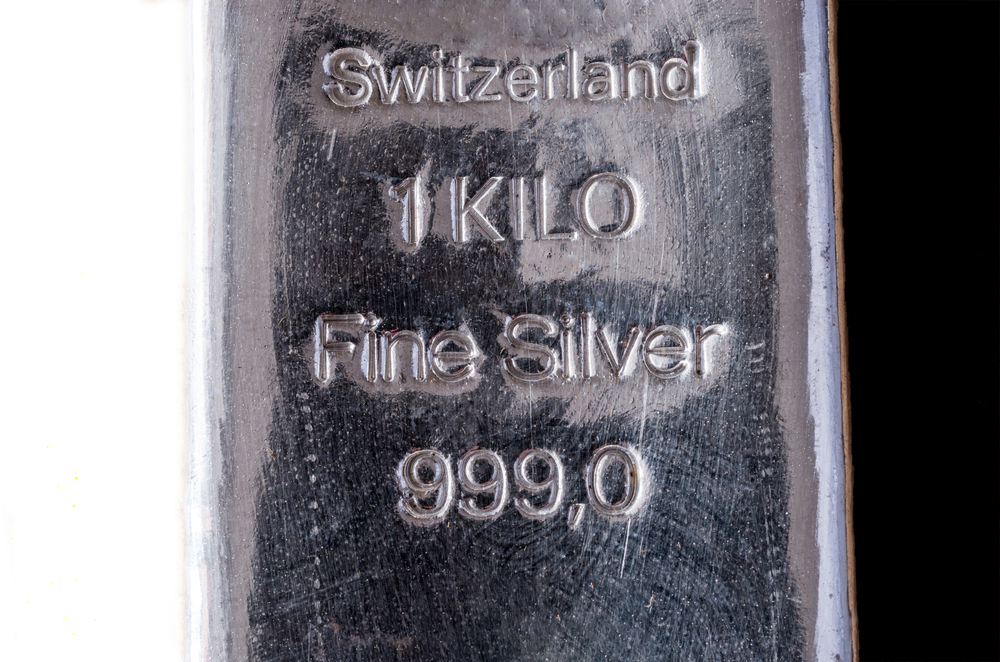 Switzerland
1 KILO
Fine Silver
999,0